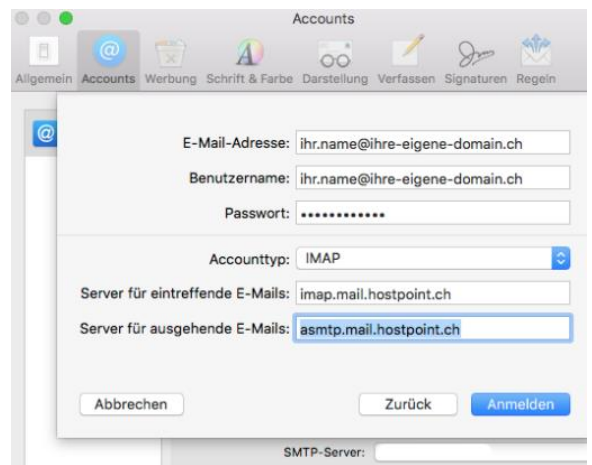 Accounts
Allgemein Accounts Werbung Schrift & Farbe Darstellung Verfassen Signaturen Regeln
E-Mail-Adresse: ihr.name@ihre-eigene-domain.ch
Benutzername: ihr.name@ihre-eigene-domain.ch
Passwort: ••••••••••••
Accounttyp: IMAP
Server für eintreffende E-Mails: imap.mail.hostpoint.ch
Server für ausgehende E-Mails: asmtp.mail.hostpoint.ch
Abbrechen Zurück Anmelden
SMTP-Server: